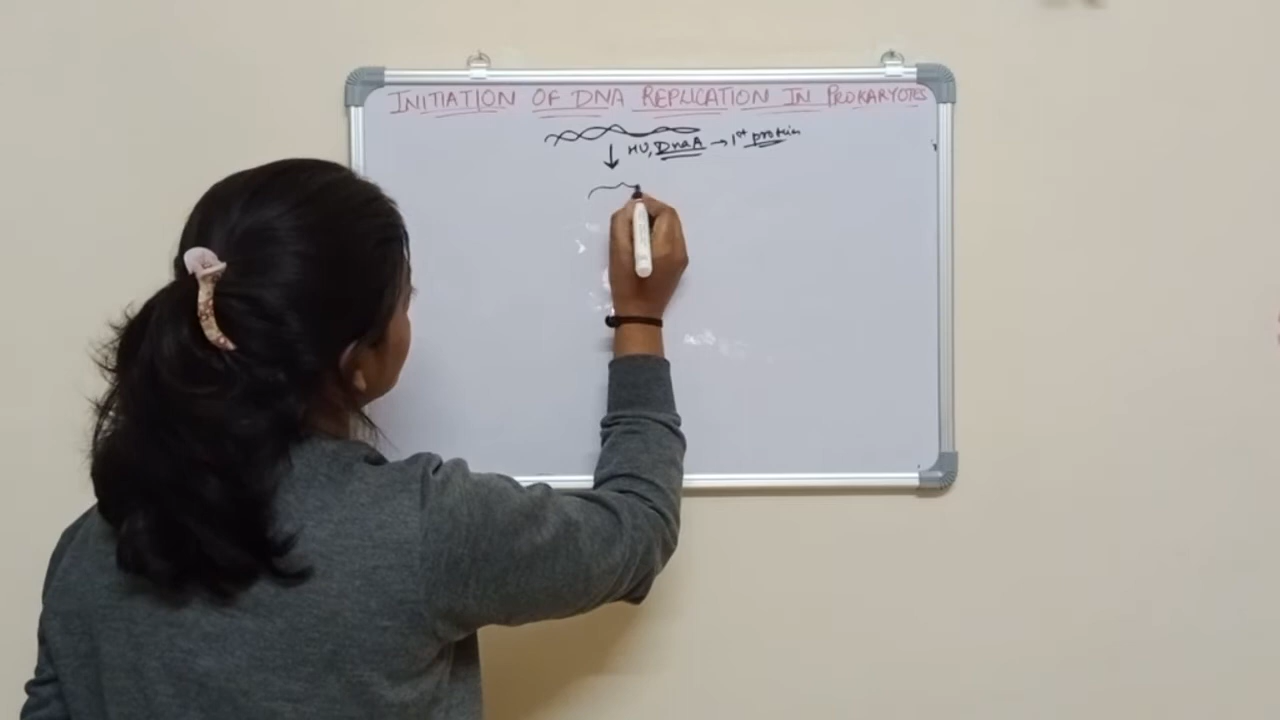 INITIATION OF DNA REPLICATION IN PROKARYOTES
HU, DnaA → 1st protein